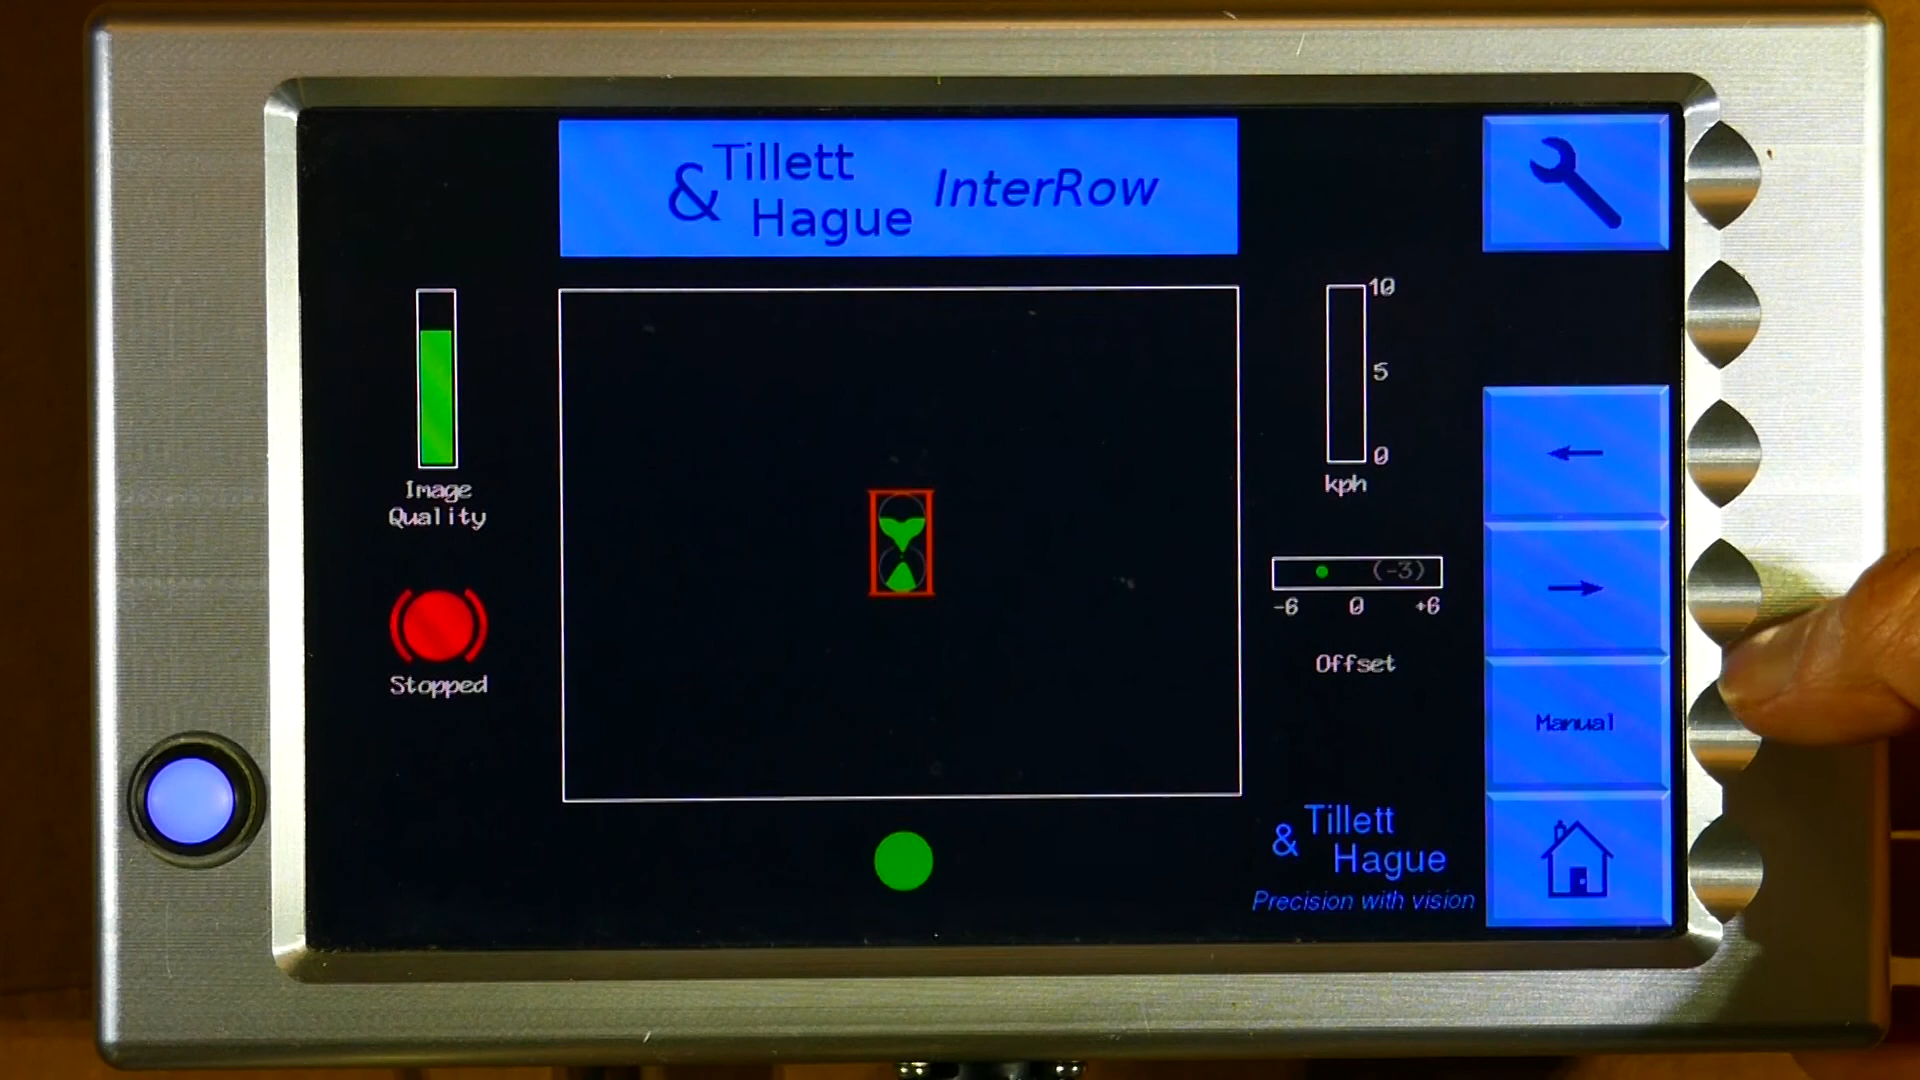 & Tillett
Hague
InterRow
Image
Quality
Stopped
10
5
0
kph
(-3)
-6 0 +6
Offset
Manual
& Tillett
Hague
Precision with vision